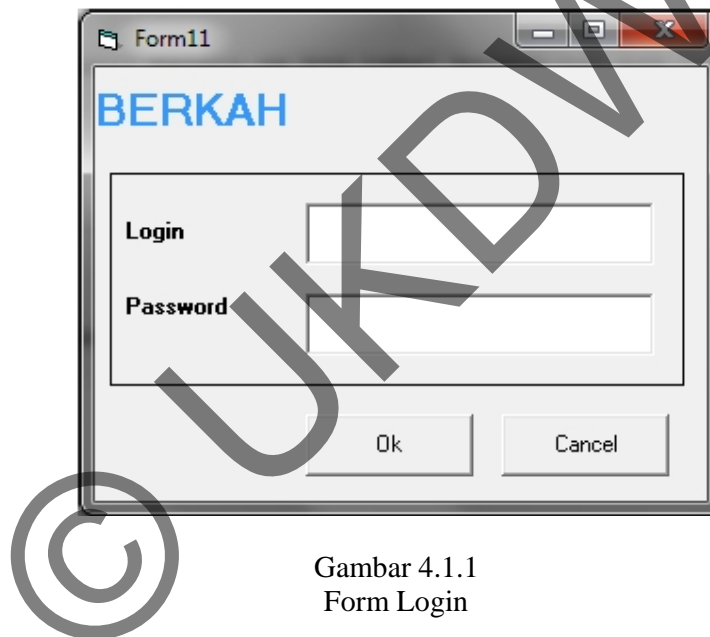 Form11
BERKAH
Login
Password
Ok
Cancel
© UKDW
Gambar 4.1.1
Form Login